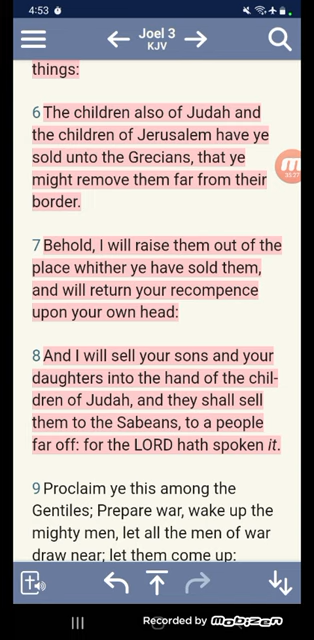 4:53
Joel 3
KJV
things:
6 The children also of Judah and
the children of Jerusalem have ye
sold unto the Grecians, that ye
might remove them far from their
border.
7 Behold, I will raise them out of the
place whither ye have sold them,
and will return your recompence
upon your own head:
8 And I will sell your sons and your
daughters into the hand of the chil-
dren of Judah, and they shall sell
them to the Sabeans, to a people
far off: for the LORD hath spoken it.
9 Proclaim ye this among the
Gentiles; Prepare war, wake up the
mighty men, let all the men of war
draw near; let them come up:
Recorded by mobizen